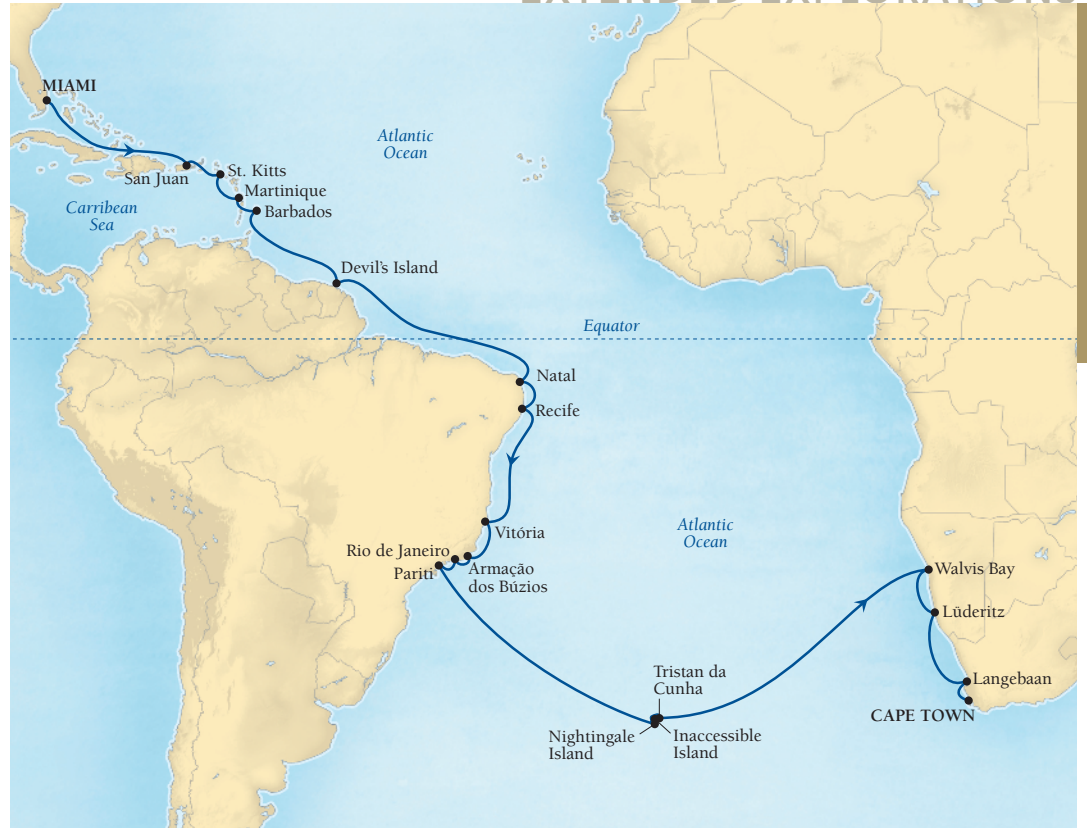 EXTENDED EXPLORATIONS
MIAMI
Atlantic
Ocean
St. Kitts
San Juan
Martinique
Carribean
Sea
Barbados
Devil's Island
Equator
Natal
Recife
Atlantic
Ocean
Vitória
Rio de Janeiro
Pariti
Armação
dos Búzios
Walvis Bay
Lüderitz
Tristan da
Cunha
Langebaan
CAPE TOWN
Nightingale
Island
Inaccessible
Island